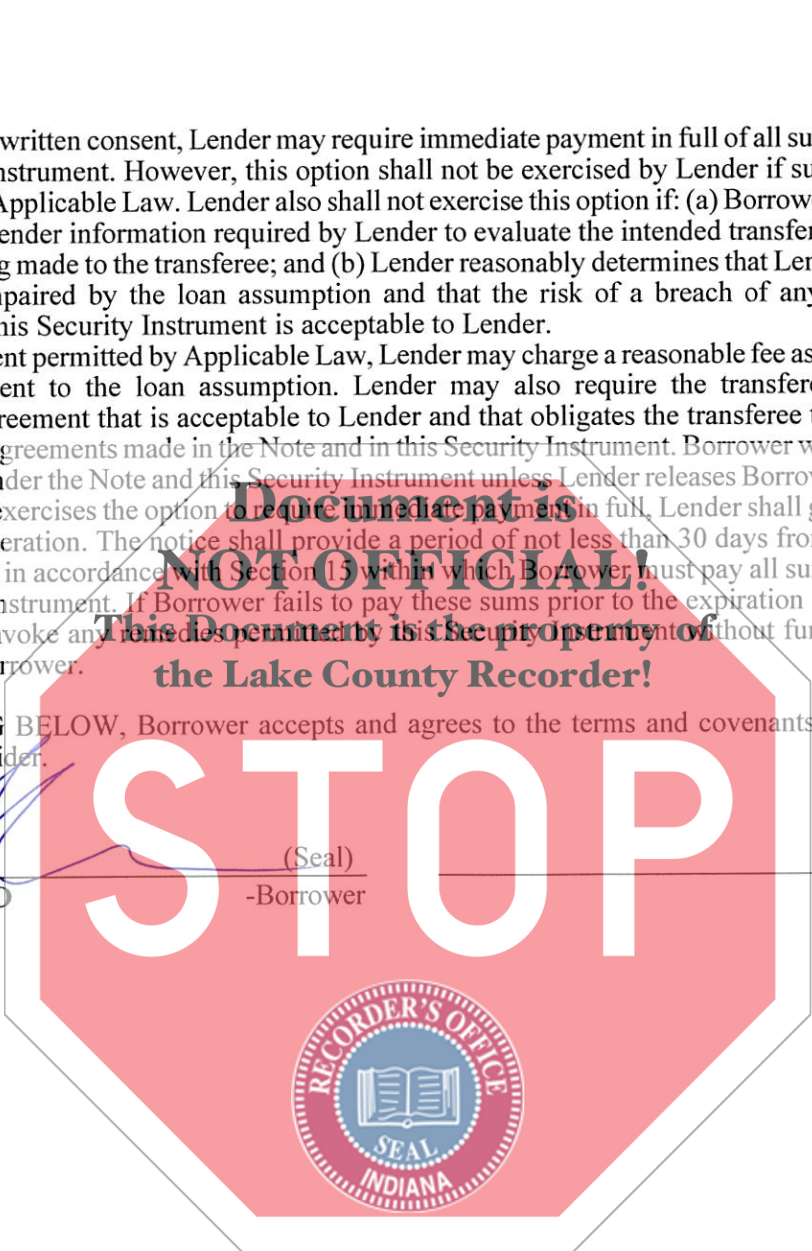 written consent, Lender may require immediate payment in full of all su
nstrument. However, this option shall not be exercised by Lender if su
Applicable Law. Lender also shall not exercise this option if: (a) Borrow
ender information required by Lender to evaluate the intended transfer
g made to the transferee; and (b) Lender reasonably determines that Len
npaired by the loan assumption and that the risk of a breach of any
his Security Instrument is acceptable to Lender.
ent permitted by Applicable Law, Lender may charge a reasonable fee as
ent to the loan assumption. Lender may also require the transfere
reement that is acceptable to Lender and that obligates the transferee t
greements made in the Note and in this Security Instrument. Borrower w
nder the Note and this Security Instrument unless Lender releases Borrow
exercises the option to require immediate payment in full, Lender shall g
Document is
eration. The notice shall provide a period of not less than 30 days from
NOT OFFICIAL!
in accordance with Section 15 within which Borrower must pay all su
nstrument. If Borrower fails to pay these sums prior to the expiration
nvoke any remedies permitted by this Security Instrument without fur
This Document is the property of
rrower.
the Lake County Recorder!
G BELOW, Borrower accepts and agrees to the terms and covenants
ider.
STOP
(Seal)
-Borrower
RECORDER'S OFFICE
SEAL
INDIANA